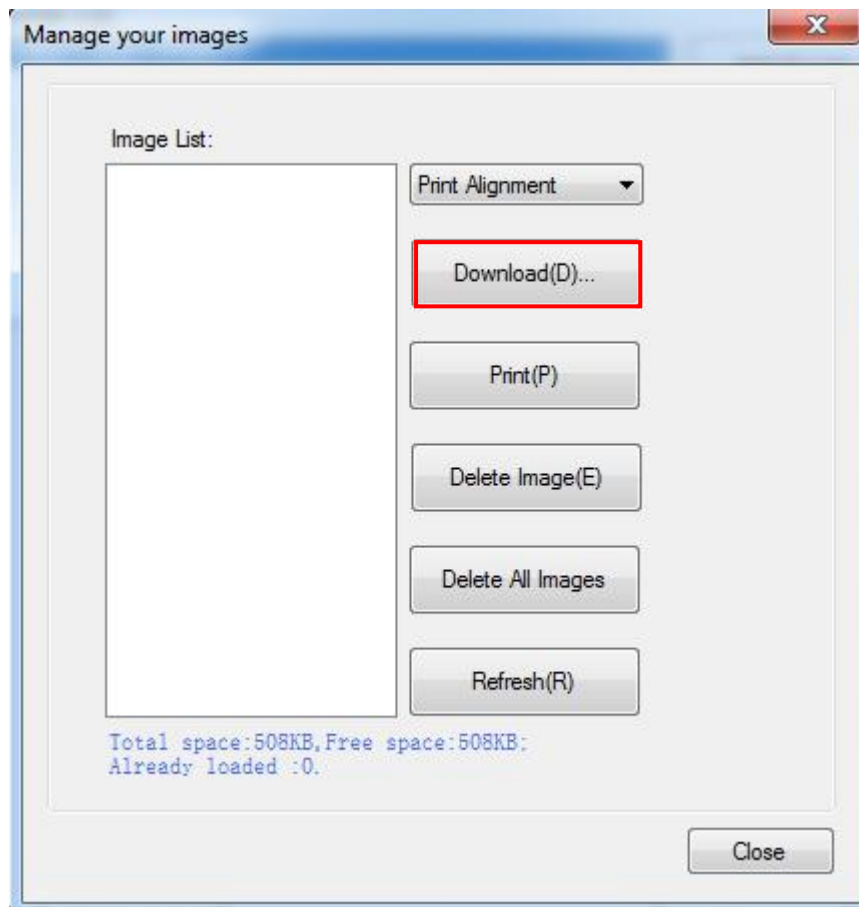 Manage your images
Image List:
Print Alignment
Download(D)...
Print(P)
Delete Image(E)
Delete All Images
Refresh(R)
Total space:508KB,Free space:508KB;
Already loaded :0.
Close